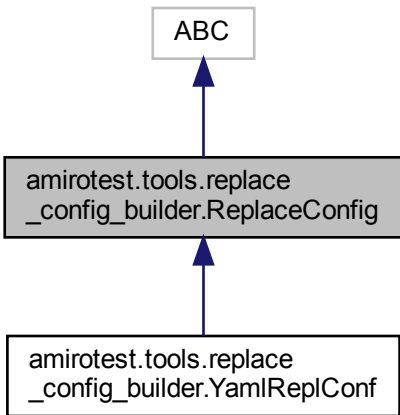 ABC
amirotest.tools.replace
_config_builder.ReplaceConfig
amirotest.tools.replace
_config_builder.YamlReplConf